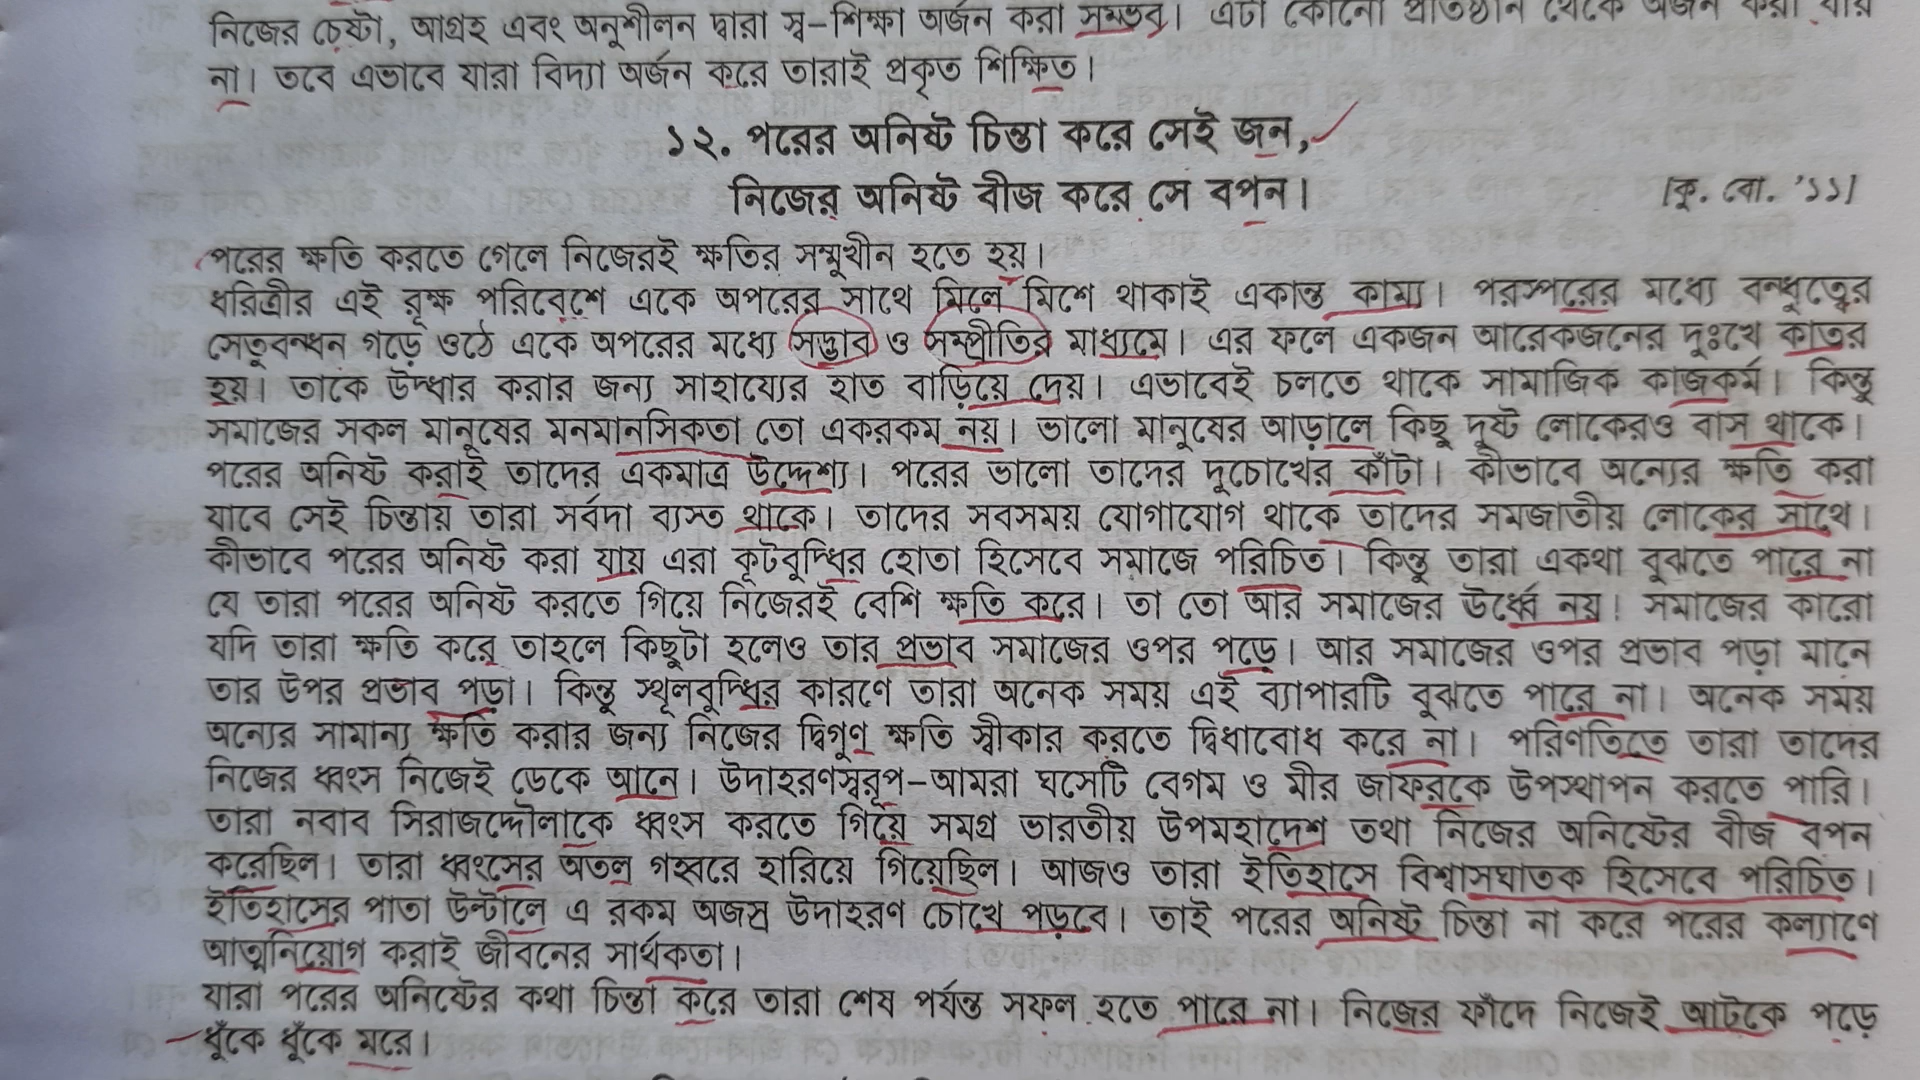 নিজের চেষ্টা, আগ্রহ এবং অনুশীলন দ্বারা স্ব-শিক্ষা অর্জন করা সম্ভব। এটা কোনো প্রতিষ্ঠান থেকে অর্জন করা যায়
না। তবে এভাবে যারা বিদ্যা অর্জন করে তারাই প্রকৃত শিক্ষিত।
১২. পরের অনিষ্ট চিন্তা করে সেই জন,
নিজের অনিষ্ট বীজ করে সে বপন।
[কু. বো. '১১]
পরের ক্ষতি করতে গেলে নিজেরই ক্ষতির সম্মুখীন হতে হয়।
ধরিত্রীর এই রূক্ষ পরিবেশে একে অপরের সাথে মিলে মিশে থাকাই একান্ত কাম্য। পরস্পরের মধ্যে বন্ধুত্বের
সেতুবন্ধন গড়ে ওঠে একে অপরের মধ্যে সদ্ভাব ও সম্প্রীতির মাধ্যমে। এর ফলে একজন আরেকজনের দুঃখে কাতর
হয়। তাকে উদ্ধার করার জন্য সাহায্যের হাত বাড়িয়ে দেয়। এভাবেই চলতে থাকে সামাজিক কাজকর্ম। কিন্তু
সমাজের সকল মানুষের মনমানসিকতা তো একরকম নয়। ভালো মানুষের আড়ালে কিছু দুষ্ট লোকেরও বাস থাকে।
পরের অনিষ্ট করাই তাদের একমাত্র উদ্দেশ্য। পরের ভালো তাদের দুচোখের কাঁটা। কীভাবে অন্যের ক্ষতি করা
যাবে সেই চিন্তায় তারা সর্বদা ব্যস্ত থাকে। তাদের সবসময় যোগাযোগ থাকে তাদের সমজাতীয় লোকের সাথে।
কীভাবে পরের অনিষ্ট করা যায় এরা কূটবুদ্ধির হোতা হিসেবে সমাজে পরিচিত। কিন্তু তারা একথা বুঝতে পারে না
যে তারা পরের অনিষ্ট করতে গিয়ে নিজেরই বেশি ক্ষতি করে। তা তো আর সমাজের ঊর্ধ্বে নয়! সমাজের কারো
যদি তারা ক্ষতি করে তাহলে কিছুটা হলেও তার প্রভাব সমাজের ওপর পড়ে। আর সমাজের ওপর প্রভাব পড়া মানে
তার উপর প্রভাব পড়া। কিন্তু স্থূলবুদ্ধির কারণে তারা অনেক সময় এই ব্যাপারটি বুঝতে পারে না। অনেক সময়
অন্যের সামান্য ক্ষতি করার জন্য নিজের দ্বিগুণ ক্ষতি স্বীকার করতে দ্বিধাবোধ করে না। পরিণতিতে তারা তাদের
নিজের ধ্বংস নিজেই ডেকে আনে। উদাহরণস্বরূপ-আমরা ঘসেটি বেগম ও মীর জাফরকে উপস্থাপন করতে পারি।
তারা নবাব সিরাজদ্দৌলাকে ধ্বংস করতে গিয়ে সমগ্র ভারতীয় উপমহাদেশ তথা নিজের অনিষ্টের বীজ বপন
করেছিল। তারা ধ্বংসের অতল গহ্বরে হারিয়ে গিয়েছিল। আজও তারা ইতিহাসে বিশ্বাসঘাতক হিসেবে পরিচিত।
ইতিহাসের পাতা উল্টালে এ রকম অজস্র উদাহরণ চোখে পড়বে। তাই পরের অনিষ্ট চিন্তা না করে পরের কল্যাণে
আত্মনিয়োগ করাই জীবনের সার্থকতা।
যারা পরের অনিষ্টের কথা চিন্তা করে তারা শেষ পর্যন্ত সফল হতে পারে না। নিজের ফাঁদে নিজেই আটকে পড়ে
ধুঁকে ধুঁকে মরে।